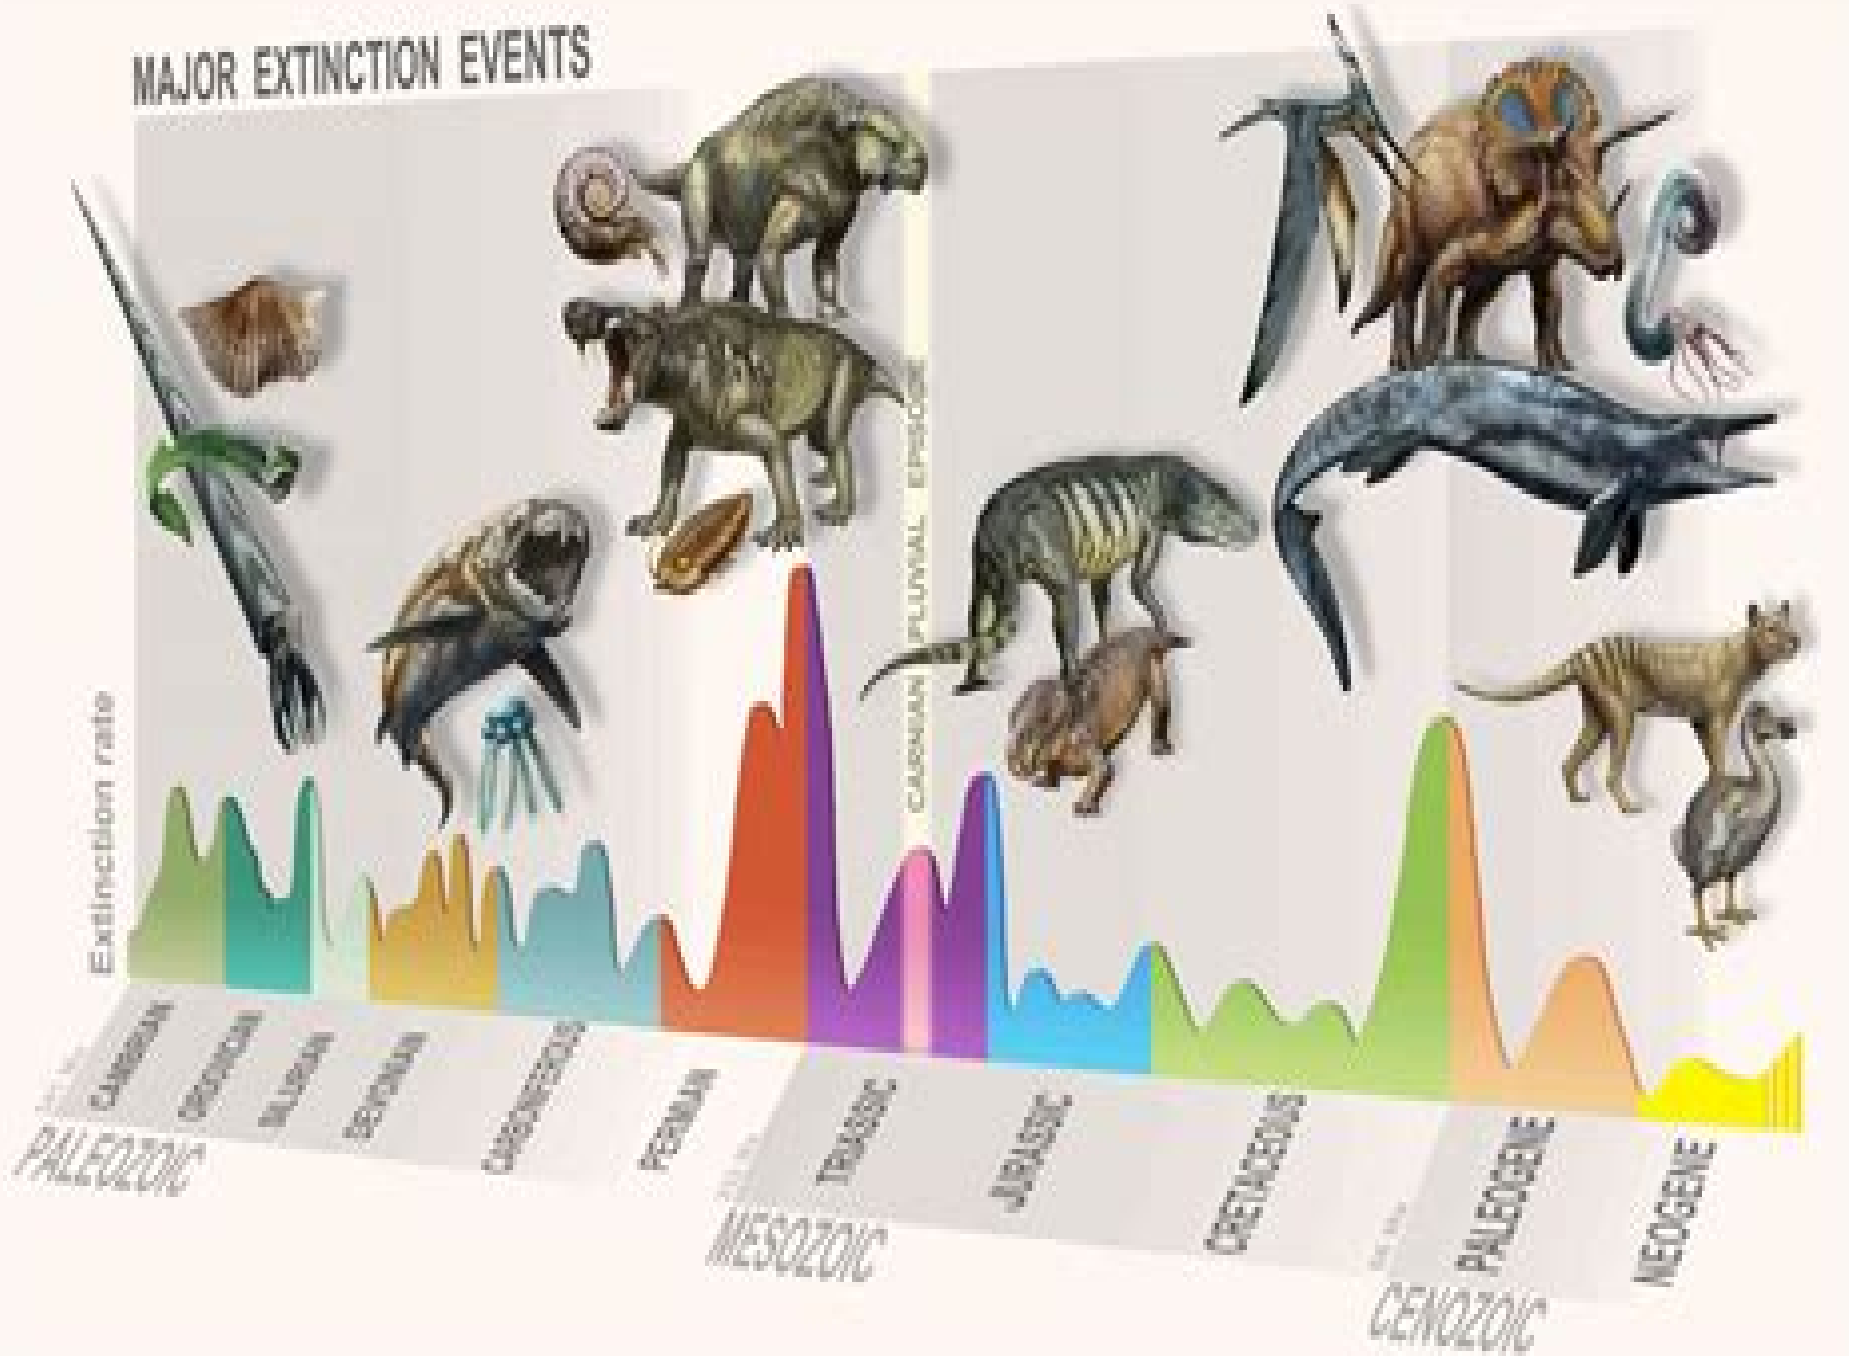 MAJOR EXTINCTION EVENTS
CARNIAN PLUVIAL EPISODE
Extinction rate
CAMBRIAN
ORDOVICIAN
SILURIAN
DEVONIAN
CARBONIFEROUS
PERMIAN
TRIASSIC
JURASSIC
CRETACEOUS
PALEOGENE
NEOGENE
PALEOZOIC
MESOZOIC
CENOZOIC